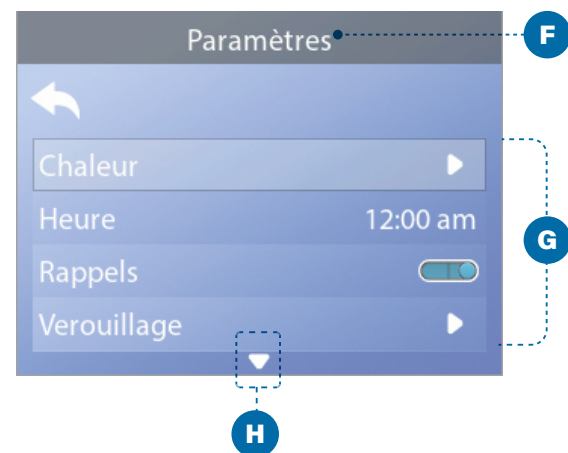 Paramètres
F
Chaleur
Heure 12:00 am
G
Rappels
Verouillage
H